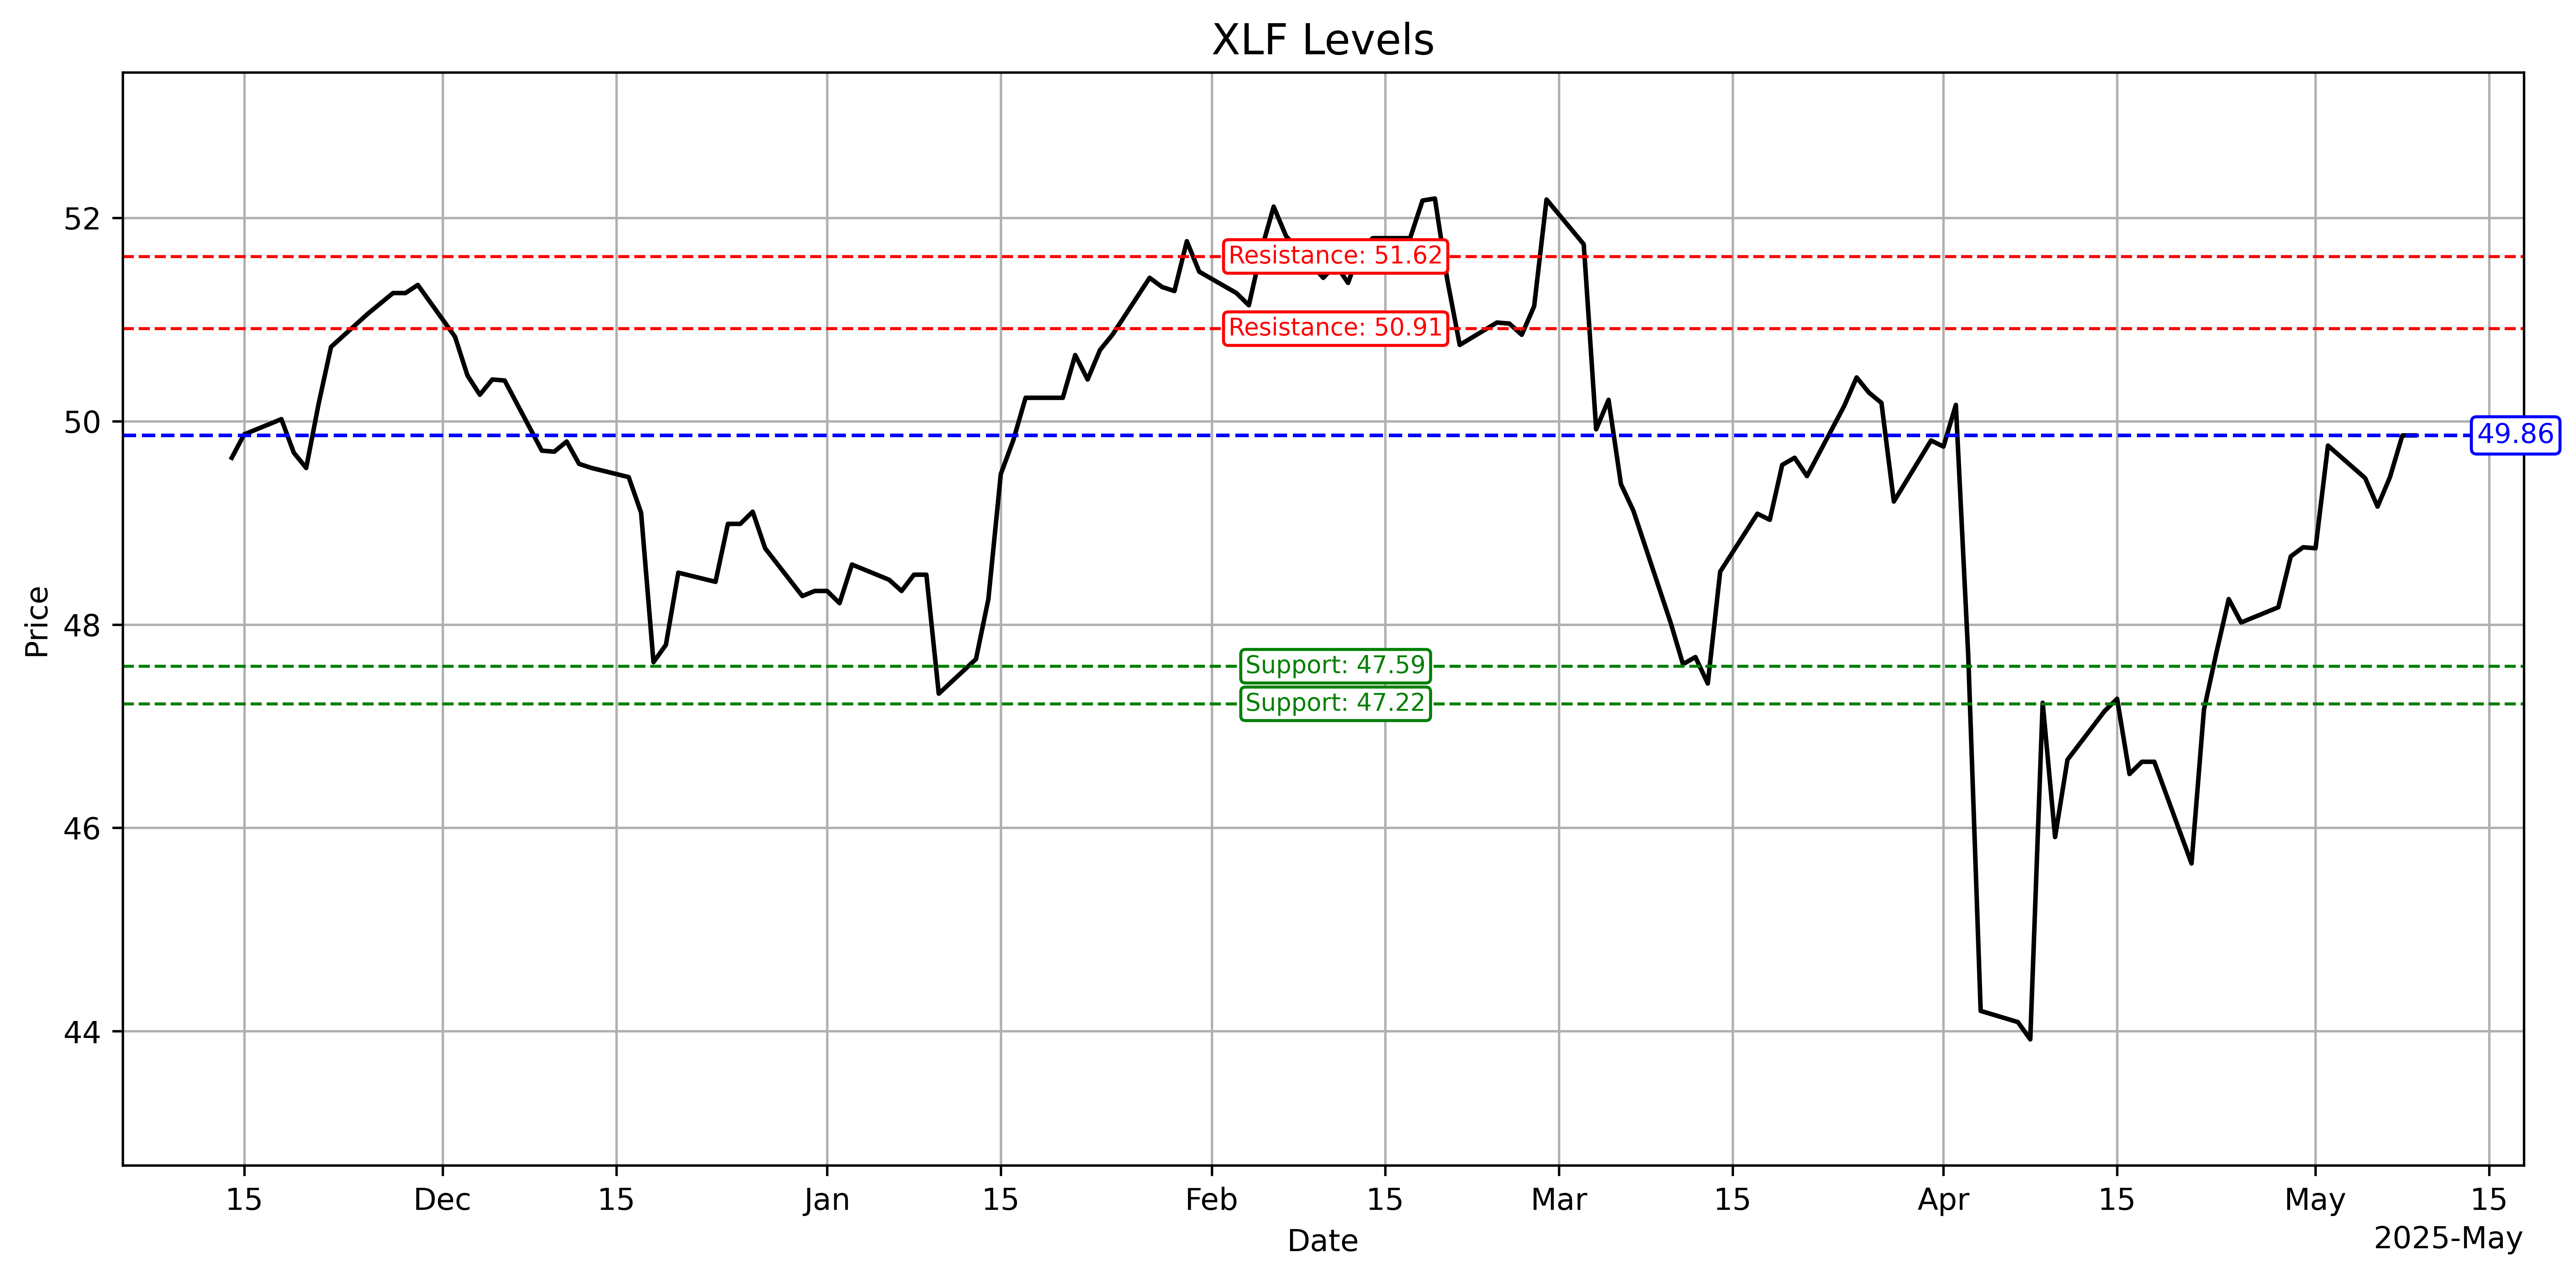 XLF Levels
52
Resistance: 51.62
Resistance: 50.91
50
49.86
Price
48
Support: 47.59
Support: 47.22
46
44
15 Dec 15 Jan 15 Feb 15 Mar 15 Apr 15 May 15
Date
2025-May